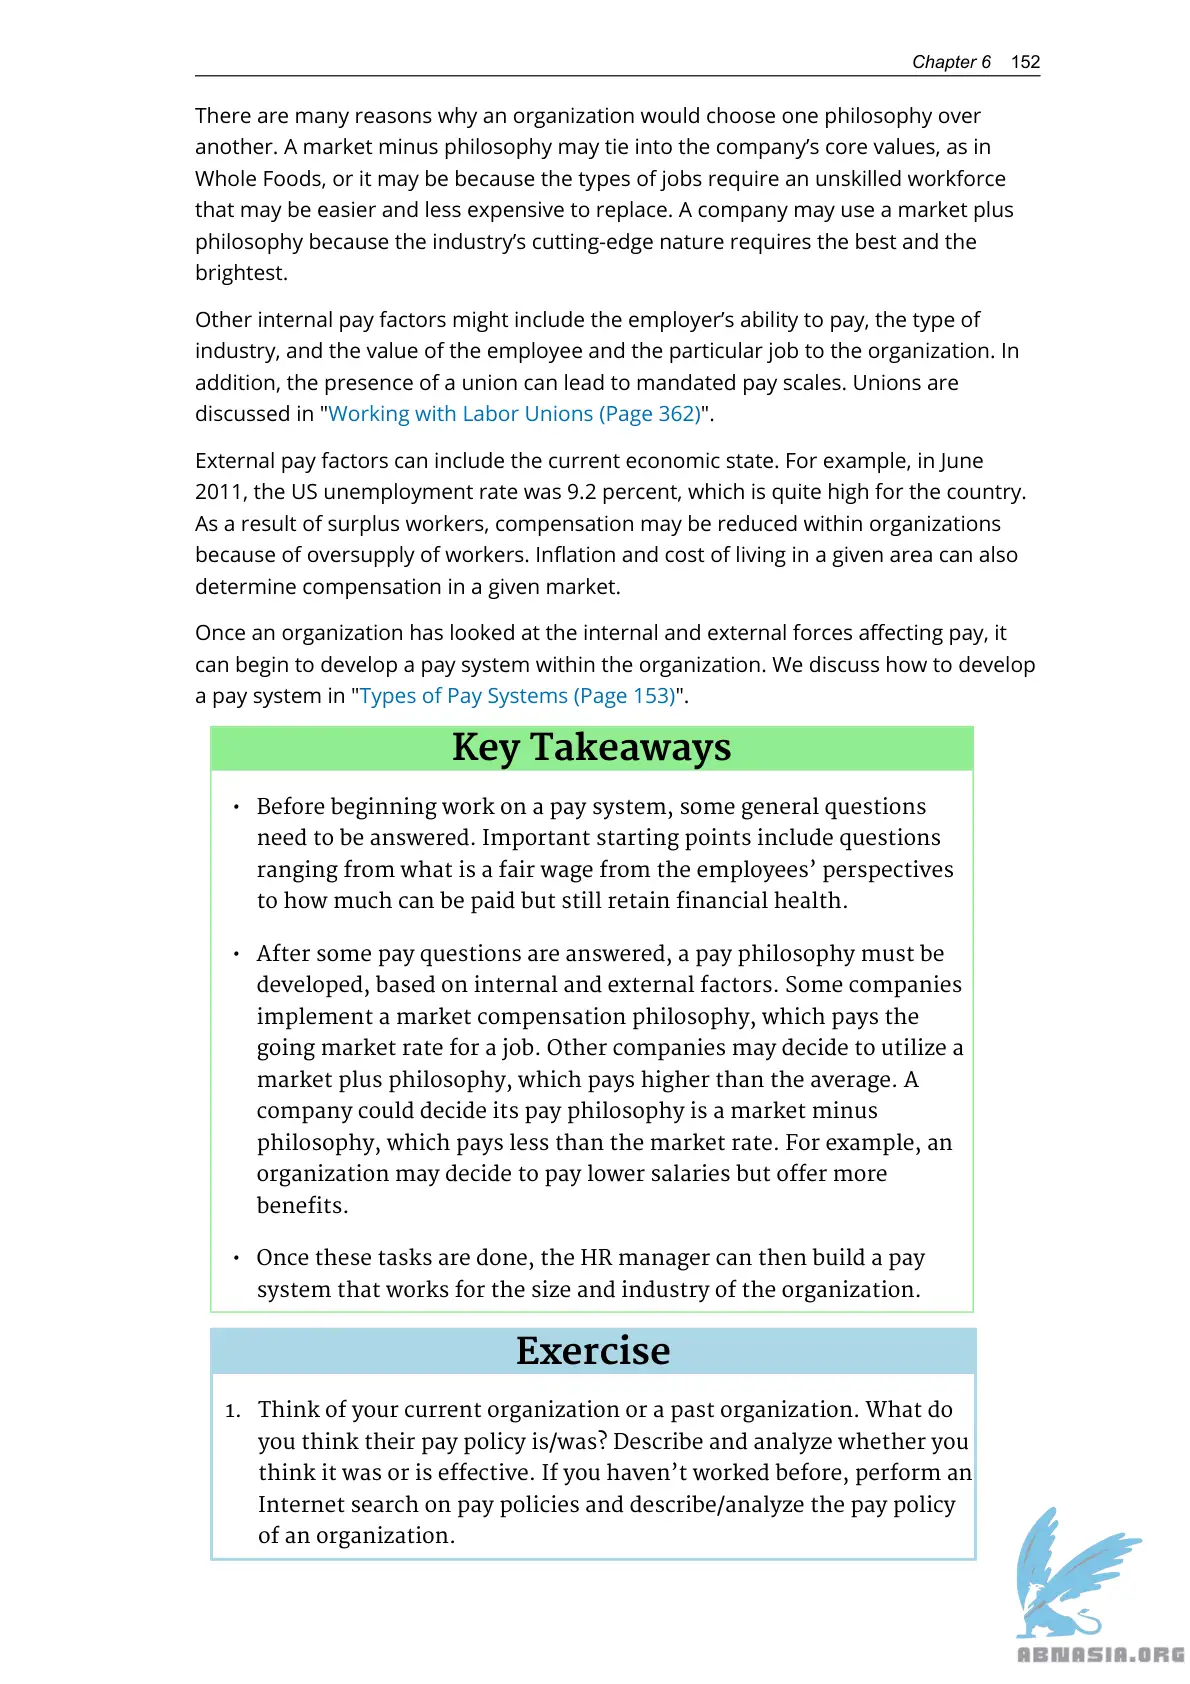 Chapter 6 152
There are many reasons why an organization would choose one philosophy over
another. A market minus philosophy may tie into the company’s core values, as in
Whole Foods, or it may be because the types of jobs require an unskilled workforce
that may be easier and less expensive to replace. A company may use a market plus
philosophy because the industry’s cutting-edge nature requires the best and the
brightest.
Other internal pay factors might include the employer’s ability to pay, the type of
industry, and the value of the employee and the particular job to the organization. In
addition, the presence of a union can lead to mandated pay scales. Unions are
discussed in "Working with Labor Unions (Page 362)".
External pay factors can include the current economic state. For example, in June
2011, the US unemployment rate was 9.2 percent, which is quite high for the country.
As a result of surplus workers, compensation may be reduced within organizations
because of oversupply of workers. Inflation and cost of living in a given area can also
determine compensation in a given market.
Once an organization has looked at the internal and external forces affecting pay, it
can begin to develop a pay system within the organization. We discuss how to develop
a pay system in "Types of Pay Systems (Page 153)".
Key Takeaways
• Before beginning work on a pay system, some general questions
need to be answered. Important starting points include questions
ranging from what is a fair wage from the employees’ perspectives
to how much can be paid but still retain financial health.
• After some pay questions are answered, a pay philosophy must be
developed, based on internal and external factors. Some companies
implement a market compensation philosophy, which pays the
going market rate for a job. Other companies may decide to utilize a
market plus philosophy, which pays higher than the average. A
company could decide its pay philosophy is a market minus
philosophy, which pays less than the market rate. For example, an
organization may decide to pay lower salaries but offer more
benefits.
• Once these tasks are done, the HR manager can then build a pay
system that works for the size and industry of the organization.
Exercise
1. Think of your current organization or a past organization. What do
you think their pay policy is/was? Describe and analyze whether you
think it was or is effective. If you haven’t worked before, perform an
Internet search on pay policies and describe/analyze the pay policy
of an organization.
ABNASIA.ORG